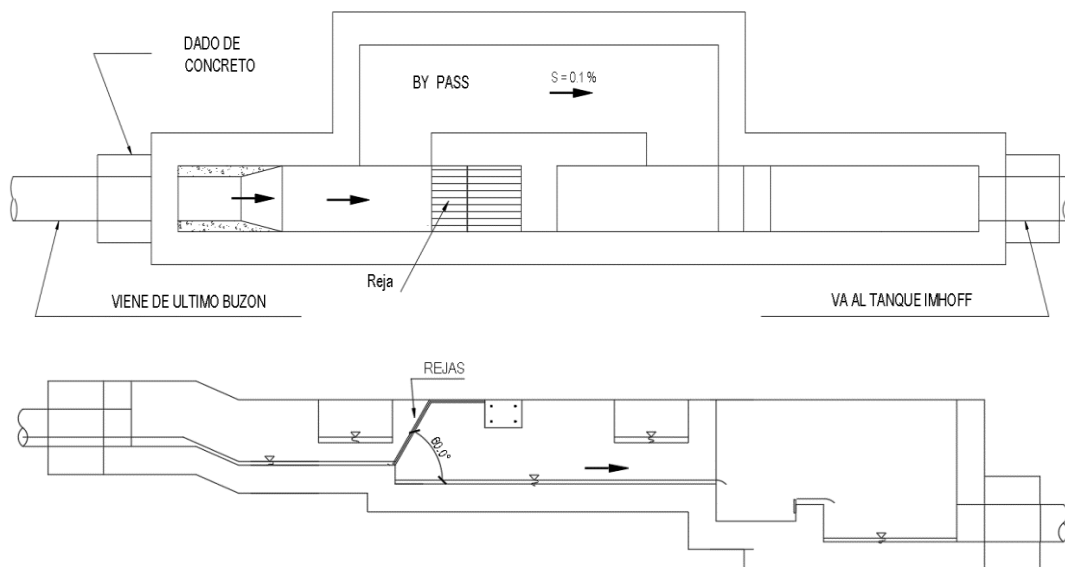 DADO DE
CONCRETO
BY PASS
S = 0.1 %
Reja
VIENE DE ULTIMO BUZON
VA AL TANQUE IMHOFF
REJAS
60.0°